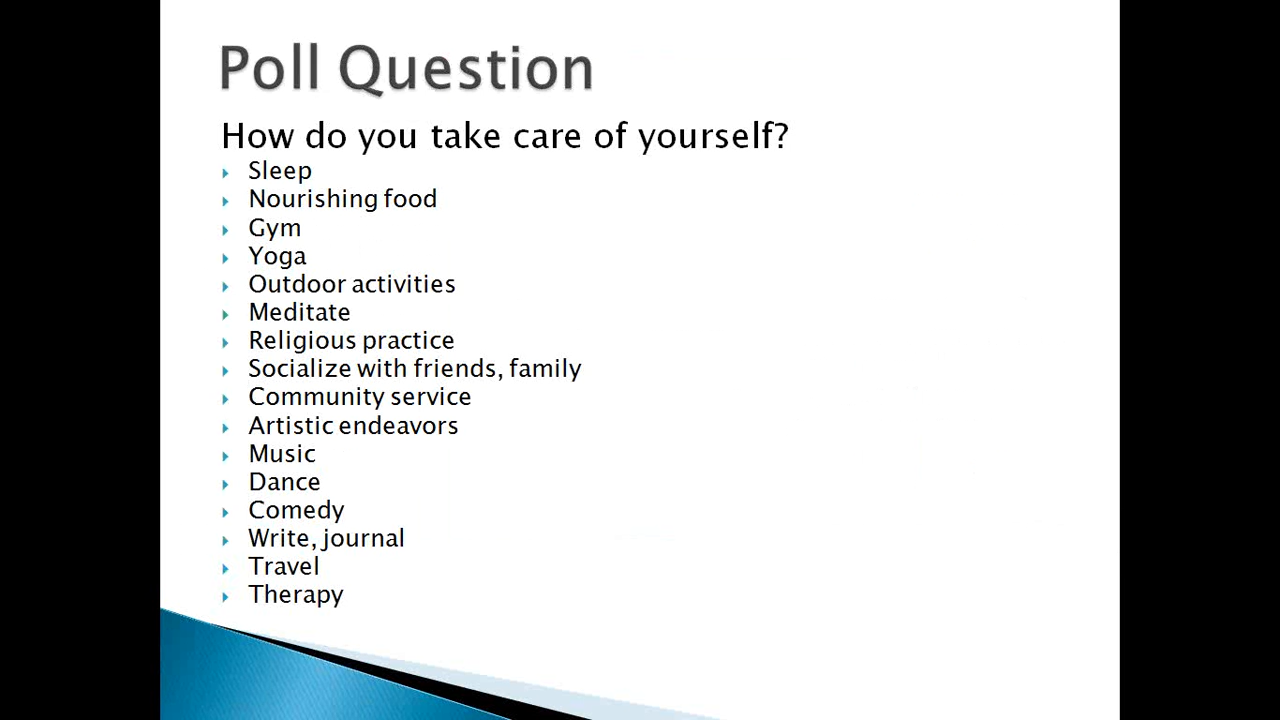 Poll Question
How do you take care of yourself?
Sleep
Nourishing food
Gym
Yoga
Outdoor activities
Meditate
Religious practice
Socialize with friends, family
Community service
Artistic endeavors
Music
Dance
Comedy
Write, journal
Travel
Therapy